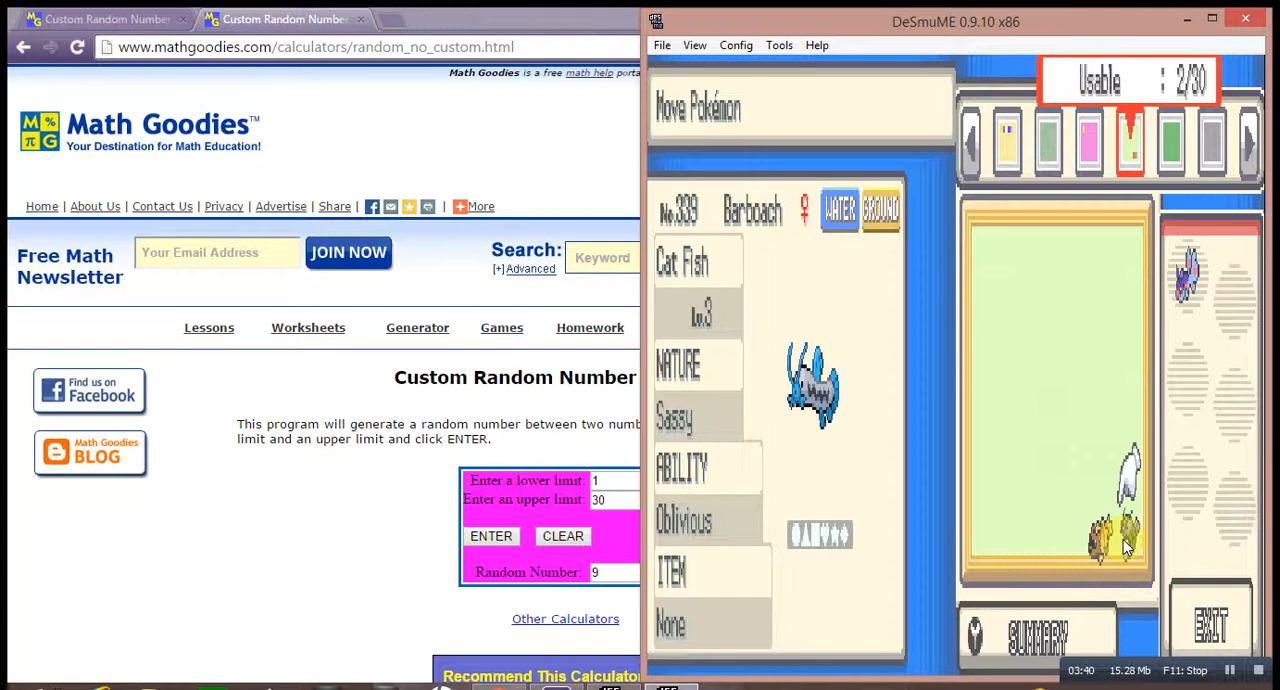 Custom Random Numbe
Custom Random Number
www.mathgoodies.com/calculators/random_no_custom.html
Math Goodies is a free math help porta
M%
πG
Math Goodies™
Your Destination for Math Education!
Home | About Us | Contact Us | Privacy | Advertise | Share | More
Free Math
Newsletter
Your Email Address
JOIN NOW
Search:
[+]Advanced
Keyword
Lessons
Worksheets
Generator
Games
Homework
Find us on
Facebook
Math Goodies
BLOG
Custom Random Number
This program will generate a random number between two numb
limit and an upper limit and click ENTER.
Enter a lower limit: 1
Enter an upper limit: 30
ENTER
CLEAR
Random Number: 9
Other Calculators
Recommend This Calculato
DeSmuME 0.9.10 x86
File View Config Tools Help
Move Pokémon
Usable : 2/30
No.339 Barboach ♀ WATER GROUND
Cat Fish
Lv.3
NATURE
Sassy
ABILITY
Oblivious
ITEM
None
SUMMARY
EXIT
03:40 15.28 Mb F11: Stop